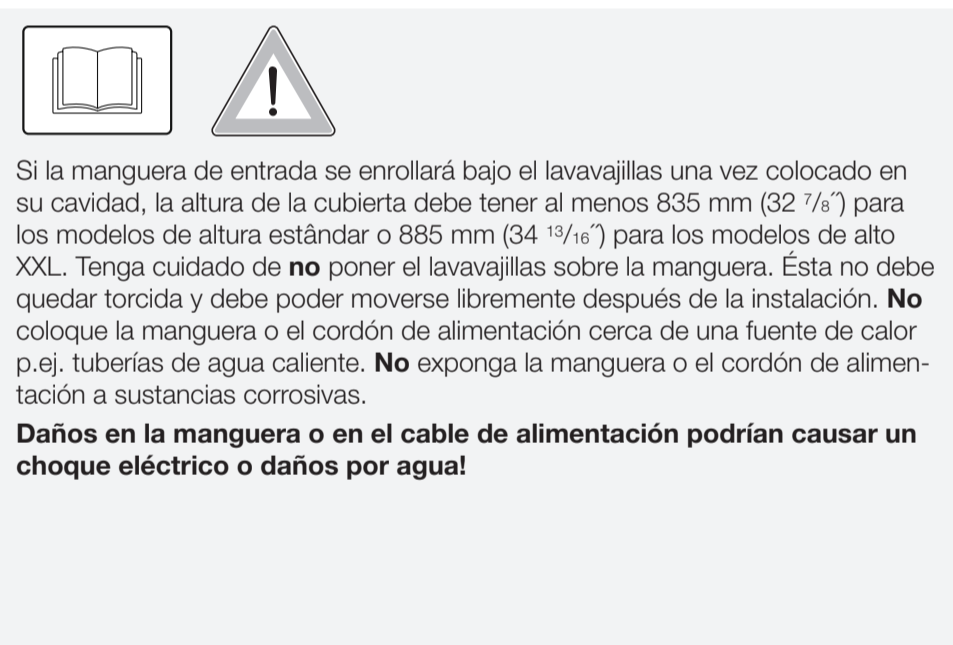 Si la manguera de entrada se enrollará bajo el lavavajillas una vez colocado en
su cavidad, la altura de la cubierta debe tener al menos 835 mm (32 7/8˝) para
los modelos de altura estândar o 885 mm (34 13/16˝) para los modelos de alto
XXL. Tenga cuidado de no poner el lavavajillas sobre la manguera. Ésta no debe
quedar torcida y debe poder moverse libremente después de la instalación. No
coloque la manguera o el cordón de alimentación cerca de una fuente de calor
p.ej. tuberías de agua caliente. No exponga la manguera o el cordón de alimen-
tación a sustancias corrosivas.
Daños en la manguera o en el cable de alimentación podrían causar un
choque eléctrico o daños por agua!